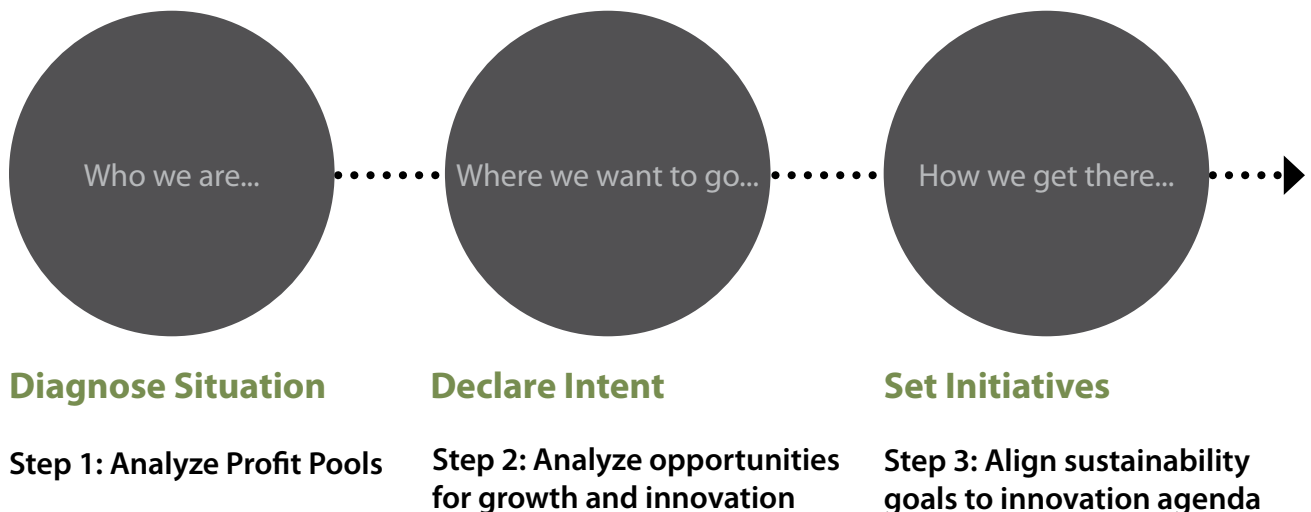 Who we are...
Where we want to go...
How we get there...
Diagnose Situation
Declare Intent
Set Initiatives
Step 1: Analyze Profit Pools
Step 2: Analyze opportunities
for growth and innovation
Step 3: Align sustainability
goals to innovation agenda